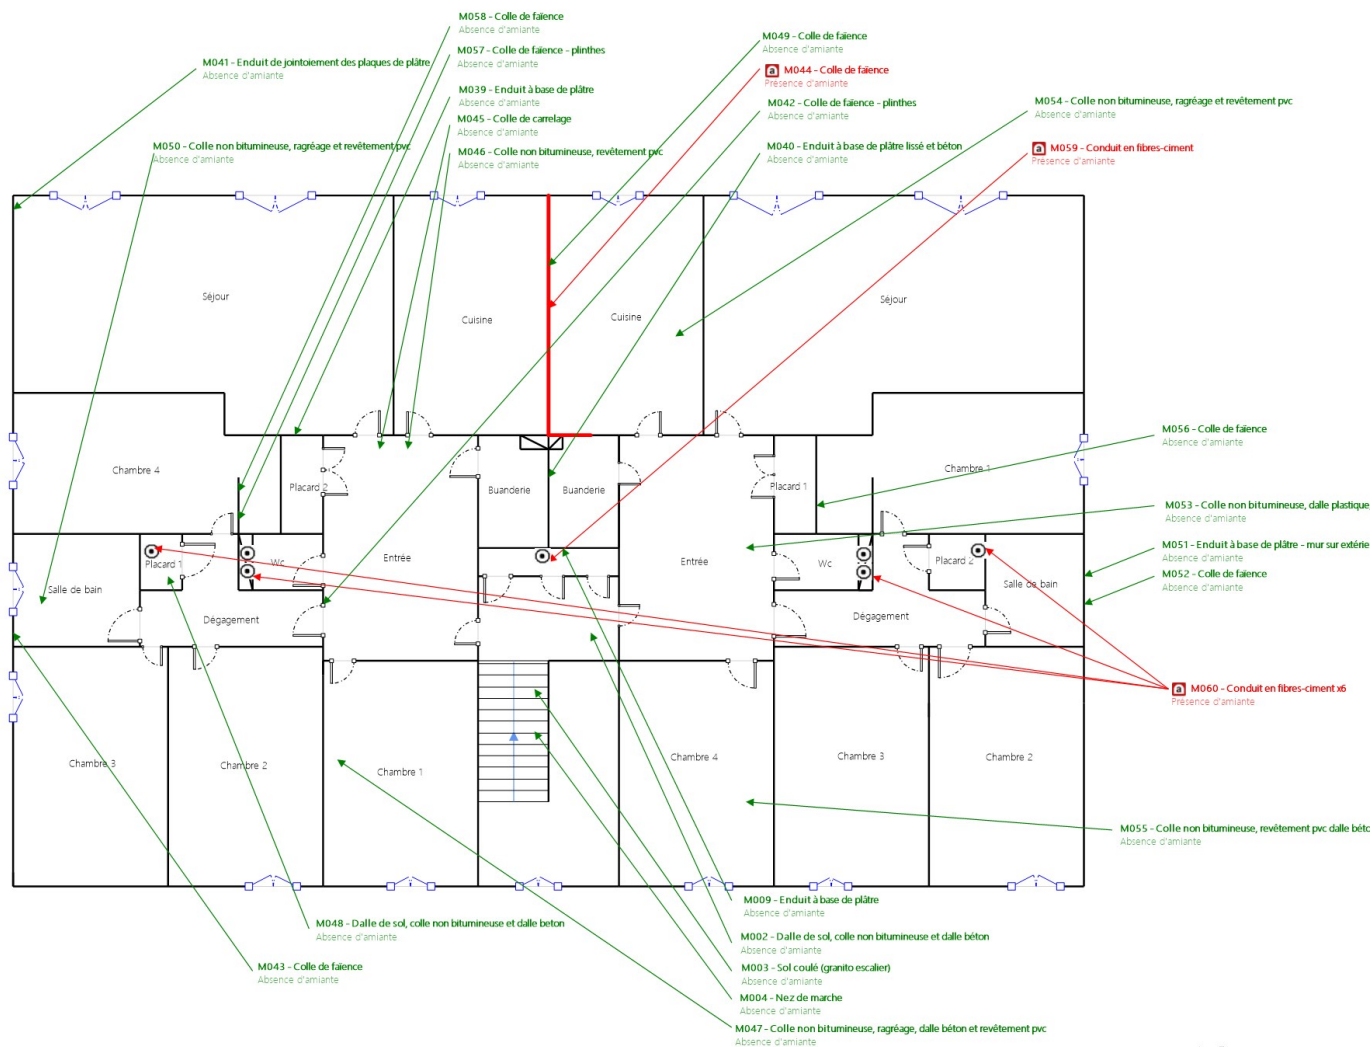 M058 - Colle de faïence
Absence d'amiante
M057 - Colle de faïence - plinthes
Absence d'amiante
M049 - Colle de faïence
Absence d'amiante
M041 - Enduit de jointoiement des plaques de plâtre
Absence d'amiante
a M044 - Colle de faïence
Présence d'amiante
M039 - Enduit à base de plâtre
Absence d'amiante
M042 - Colle de faïence - plinthes
Absence d'amiante
M054 - Colle non bitumineuse, ragréage et revêtement pvc
Absence d'amiante
M045 - Colle de carrelage
Absence d'amiante
M050 - Colle non bitumineuse, ragréage et revêtement pvc
Absence d'amiante
M046 - Colle non bitumineuse, revêtement pvc
Absence d'amiante
M040 - Enduit à base de plâtre lissé et béton
Absence d'amiante
a M059 - Conduit en fibres-ciment
Présence d'amiante
Séjour
Cuisine
Cuisine
Séjour
M056 - Colle de faïence
Absence d'amiante
Chambre 4
Placard 2
Buanderie
Buanderie
Placard 1
Chambre 1
M053 - Colle non bitumineuse, dalle plastique
Absence d'amiante
M051 - Enduit à base de plâtre - mur sur extérie
Absence d'amiante
Placard 1
Wc
Entrée
Entrée
Wc
Placard 2
M052 - Colle de faïence
Absence d'amiante
Salle de bain
Salle de bain
Dégagement
Dégagement
a M060 - Conduit en fibres-ciment x6
Présence d'amiante
Chambre 3
Chambre 2
Chambre 1
Chambre 4
Chambre 3
Chambre 2
M055 - Colle non bitumineuse, revêtement pvc dalle béto
Absence d'amiante
M009 - Enduit à base de plâtre
Absence d'amiante
M048 - Dalle de sol, colle non bitumineuse et dalle beton
Absence d'amiante
M002 - Dalle de sol, colle non bitumineuse et dalle béton
Absence d'amiante
M043 - Colle de faïence
Absence d'amiante
M003 - Sol coulé (granito escalier)
Absence d'amiante
M004 - Nez de marche
Absence d'amiante
M047 - Colle non bitumineuse, ragréage, dalle béton et revêtement pvc
Absence d'amiante